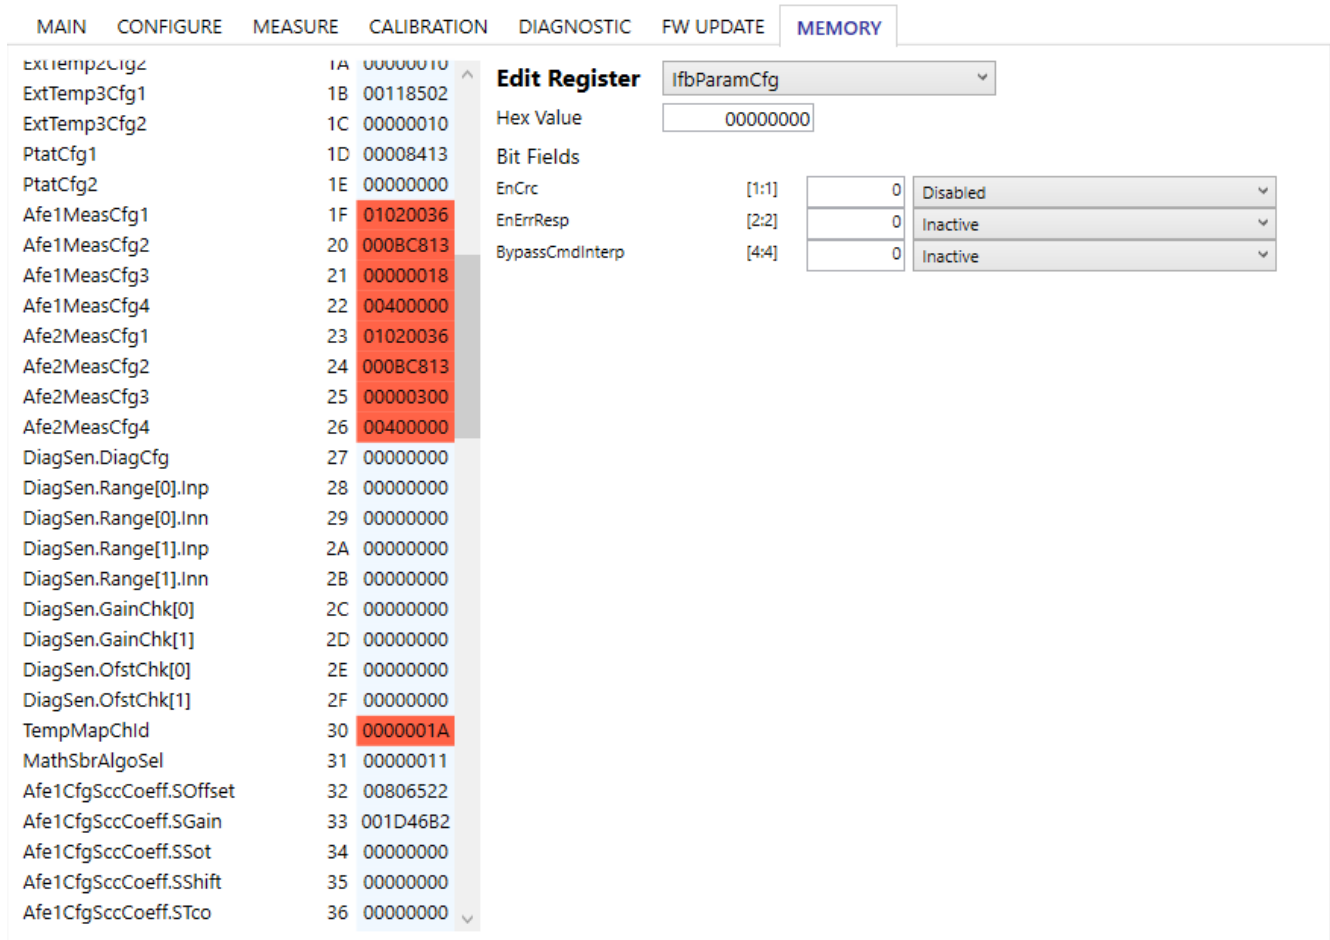 MAIN CONFIGURE MEASURE CALIBRATION DIAGNOSTIC FW UPDATE MEMORY
ExtTemp2Cfg2 1A 00000010
ExtTemp3Cfg1 1B 00118502
ExtTemp3Cfg2 1C 00000010
PtatCfg1 1D 00008413
PtatCfg2 1E 00000000
Afe1MeasCfg1 1F 01020036
Afe1MeasCfg2 20 000BC813
Afe1MeasCfg3 21 00000018
Afe1MeasCfg4 22 00400000
Afe2MeasCfg1 23 01020036
Afe2MeasCfg2 24 000BC813
Afe2MeasCfg3 25 00000300
Afe2MeasCfg4 26 00400000
DiagSen.DiagCfg 27 00000000
DiagSen.Range[0].Inp 28 00000000
DiagSen.Range[0].Inn 29 00000000
DiagSen.Range[1].Inp 2A 00000000
DiagSen.Range[1].Inn 2B 00000000
DiagSen.GainChk[0] 2C 00000000
DiagSen.GainChk[1] 2D 00000000
DiagSen.OfstChk[0] 2E 00000000
DiagSen.OfstChk[1] 2F 00000000
TempMapChId 30 0000001A
MathSbrAlgoSel 31 00000011
Afe1CfgSccCoeff.SOffset 32 00806522
Afe1CfgSccCoeff.SGain 33 001D46B2
Afe1CfgSccCoeff.SSot 34 00000000
Afe1CfgSccCoeff.SShift 35 00000000
Afe1CfgSccCoeff.STco 36 00000000
Edit Register IfbParamCfg
Hex Value 00000000
Bit Fields
EnCrc [1:1] 0 Disabled
EnErrResp [2:2] 0 Inactive
BypassCmdInterp [4:4] 0 Inactive